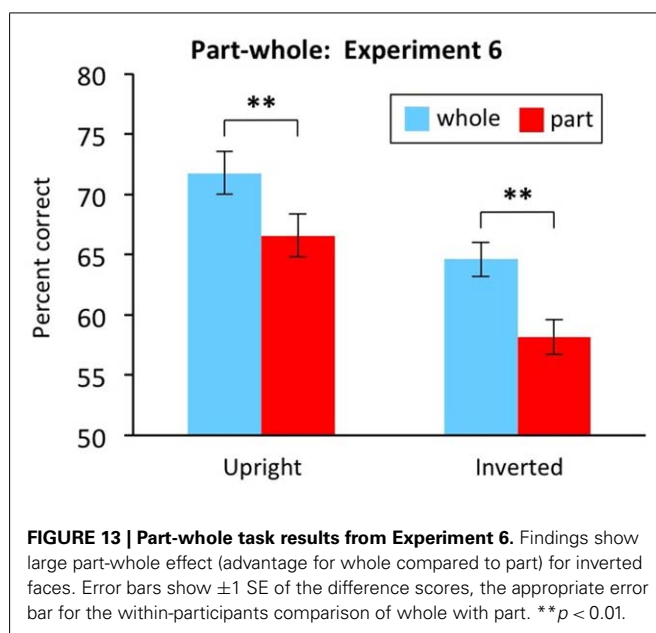 Part-whole: Experiment 6
80
75
70
65
60
55
50
Percent correct
**
**
whole part
Upright Inverted
FIGURE 13 | Part-whole task results from Experiment 6. Findings show
large part-whole effect (advantage for whole compared to part) for inverted
faces. Error bars show ±1 SE of the difference scores, the appropriate error
bar for the within-participants comparison of whole with part. **p < 0.01.